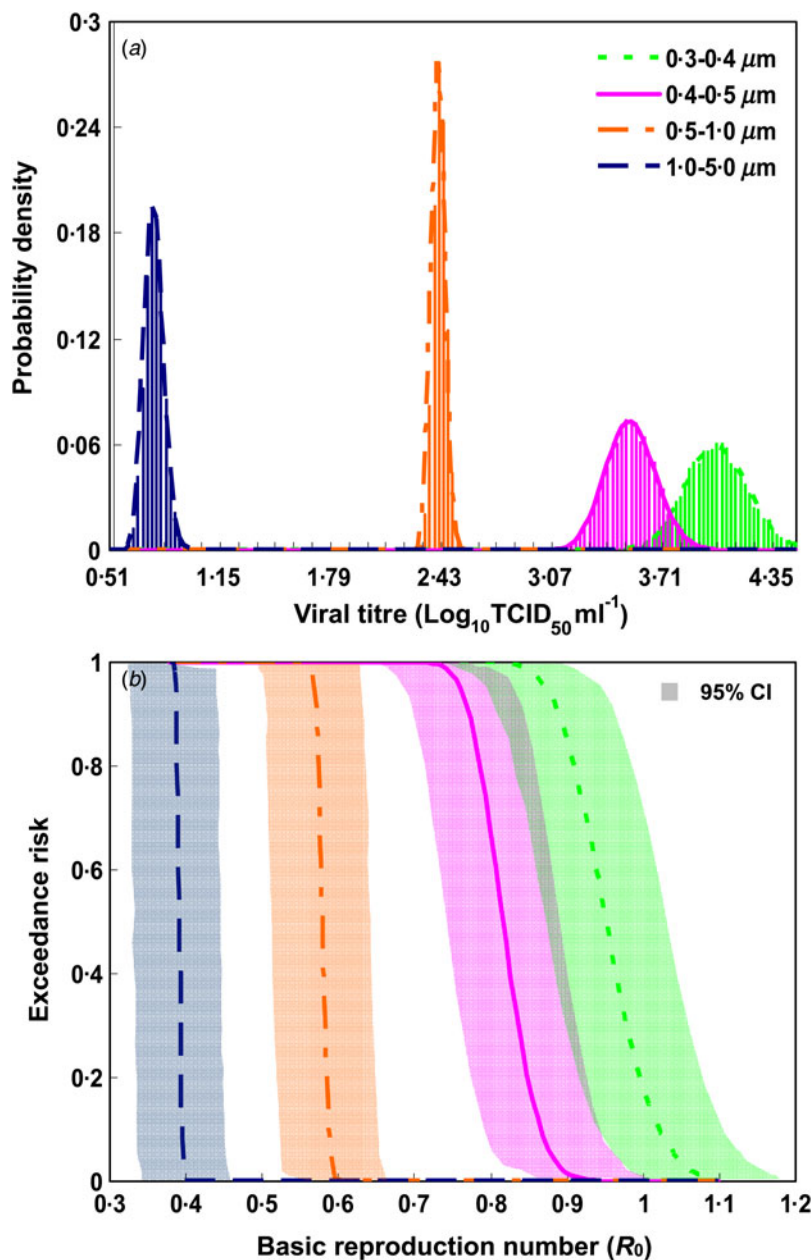 (a)
0·3
0·24
0·18
0·12
0·06
0
Probability density
0·3-0·4 μm
0·4-0·5 μm
0·5-1·0 μm
1·0-5·0 μm
0·51 1·15 1·79 2·43 3·07 3·71 4·35
Viral titre (Log₁₀TCID₅₀ml⁻¹)
(b)
1
0·8
0·6
0·4
0·2
0
Exceedance risk
95% CI
0·3 0·4 0·5 0·6 0·7 0·8 0·9 1 1·1 1·2
Basic reproduction number (R₀)